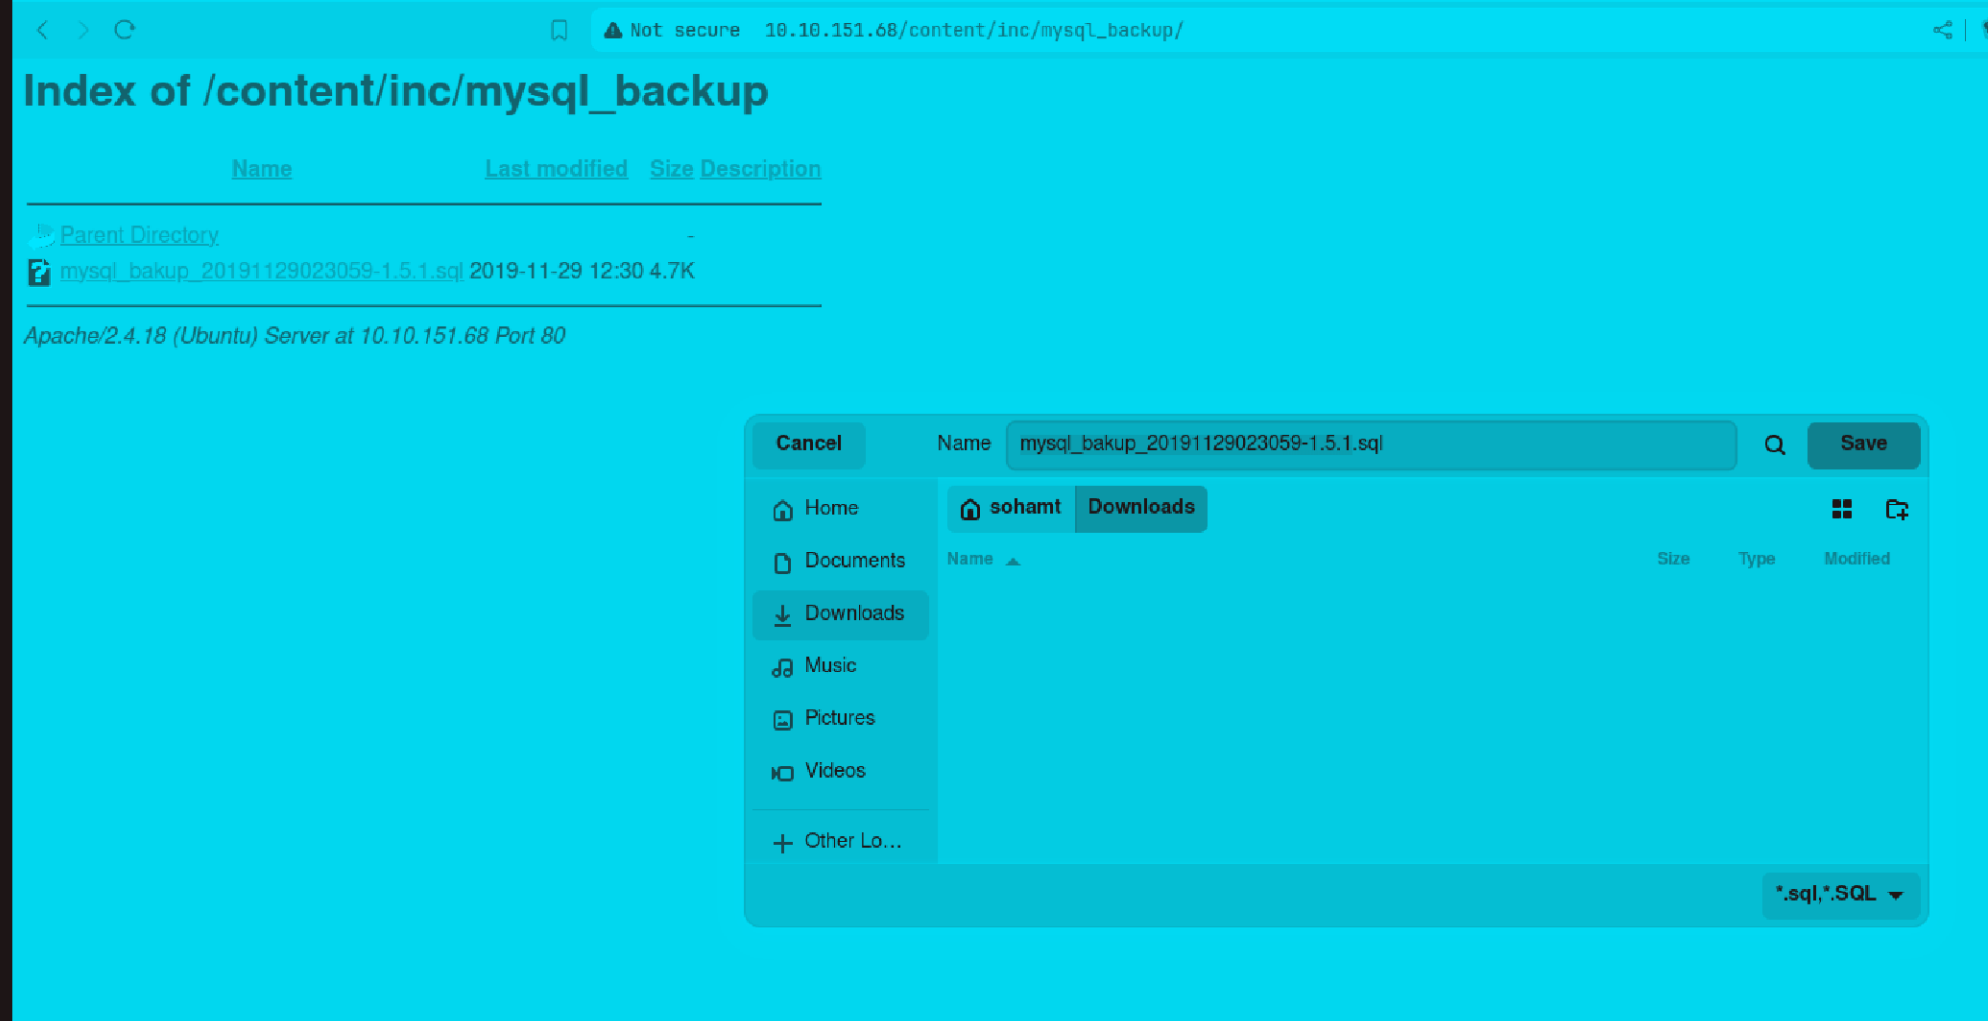 Not secure 10.10.151.68/content/inc/mysql_backup/
Index of /content/inc/mysql_backup
Name Last modified Size Description
Parent Directory -
mysql_bakup_20191129023059-1.5.1.sql 2019-11-29 12:30 4.7K
Apache/2.4.18 (Ubuntu) Server at 10.10.151.68 Port 80
Cancel Name mysql_bakup_20191129023059-1.5.1.sql Save
Home sohamt Downloads
Documents Name Size Type Modified
Downloads
Music
Pictures
Videos
Other Lo...
*.sql,*.SQL